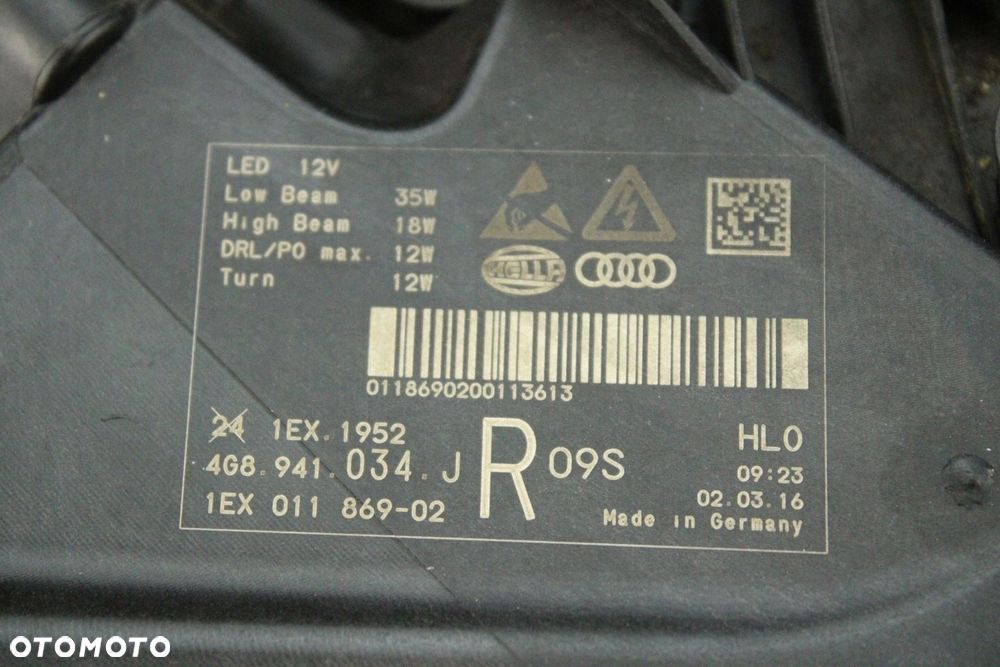 LED 12V
Low Beam 35W
High Beam 18W
DRL/PO max. 12W
Turn 12W
HELLA
0118690200113613
24 1EX.1952
4G8.941.034.J R 09S
1EX 011 869-02
HL0
09:23
02.03.16
Made in Germany
OTOMOTO